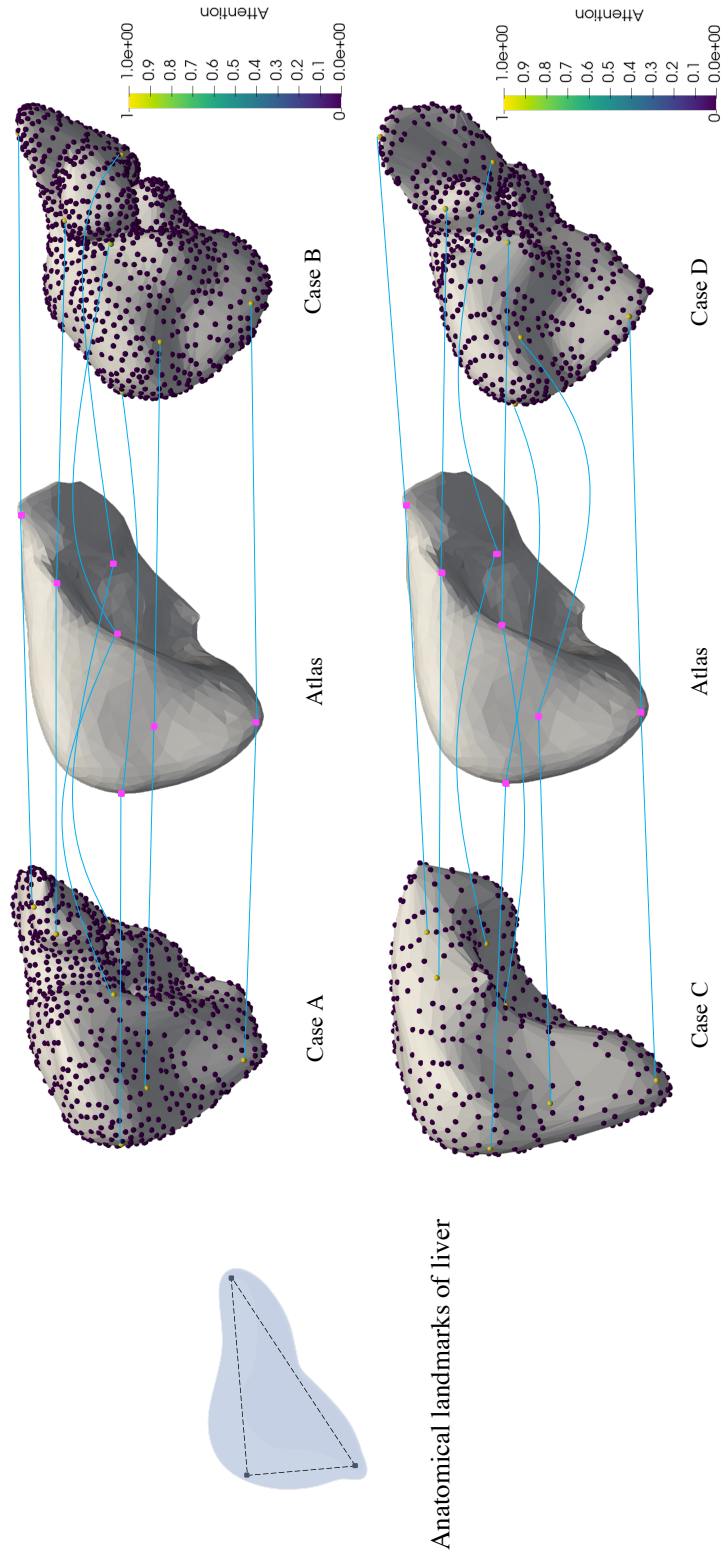 Anatomical landmarks of liver
Case A
Atlas
Case B
1.0e+00
1
0.9
0.8
0.7
0.6
0.5
0.4
0.3
0.2
0.1
0
0.0e+00
Attention
Case C
Atlas
Case D
1.0e+00
1
0.9
0.8
0.7
0.6
0.5
0.4
0.3
0.2
0.1
0
0.0e+00
Attention